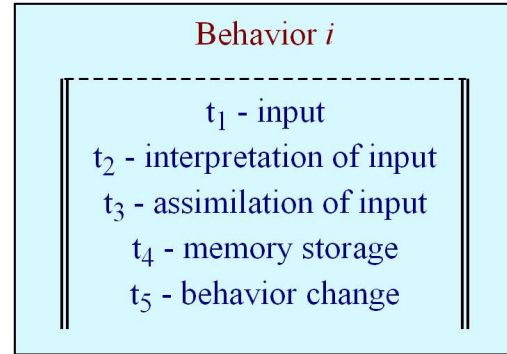 Behavior i
t₁ - input
t₂ - interpretation of input
t₃ - assimilation of input
t₄ - memory storage
t₅ - behavior change